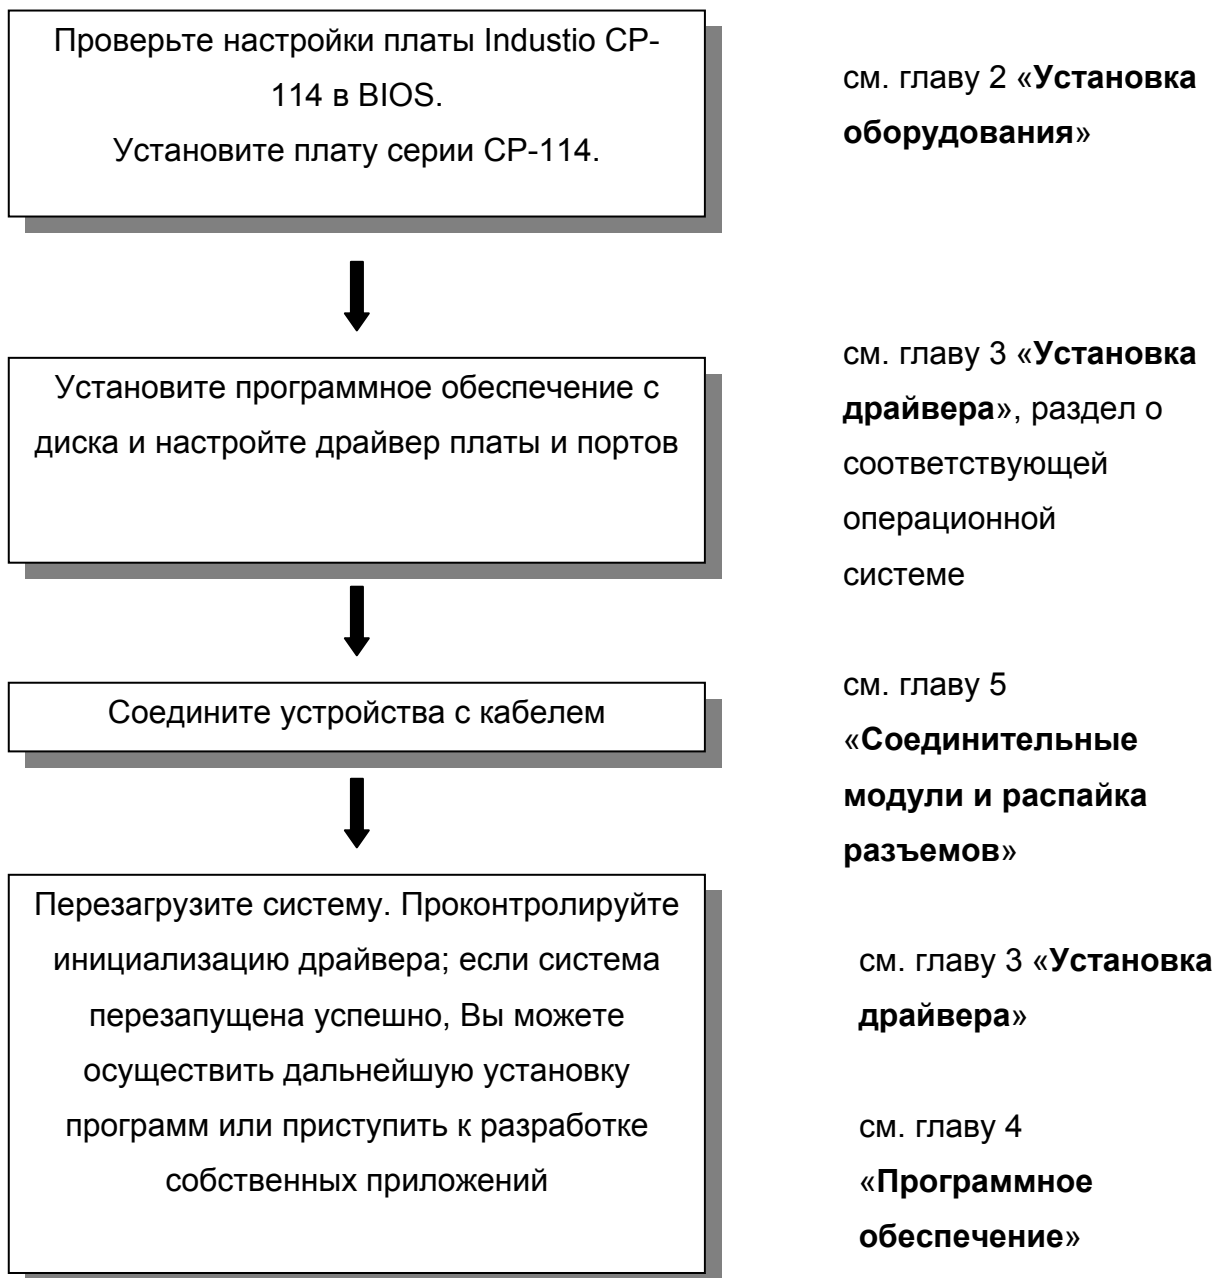 Проверьте настройки платы Industio CP-
114 в BIOS.
Установите плату серии CP-114.
см. главу 2 «Установка
оборудования»
Установите программное обеспечение с
диска и настройте драйвер платы и портов
см. главу 3 «Установка
драйвера», раздел о
соответствующей
операционной
системе
Соедините устройства с кабелем
см. главу 5
«Соединительные
модули и распайка
разъемов»
Перезагрузите систему. Проконтролируйте
инициализацию драйвера; если система
перезапущена успешно, Вы можете
осуществить дальнейшую установку
программ или приступить к разработке
собственных приложений
см. главу 3 «Установка
драйвера»
см. главу 4
«Программное
обеспечение»